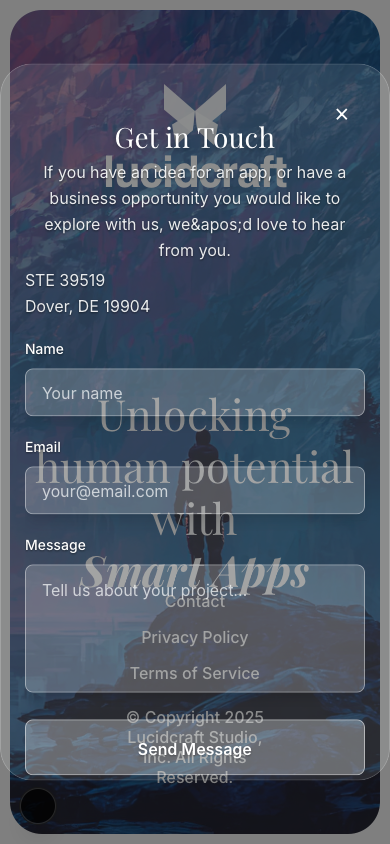 ×
Get in Touch
lucidcraft
If you have an idea for an app, or have a
business opportunity you would like to
explore with us, we&apos;d love to hear
from you.
STE 39519
Dover, DE 19904
Name
Your name
Unlocking
Email
human potential
your@email.com
with
Message
Smart Apps
Tell us about your project...
Contact
Privacy Policy
Terms of Service
© Copyright 2025
Lucidcraft Studio,
Send Message
Inc. All Rights
Reserved.